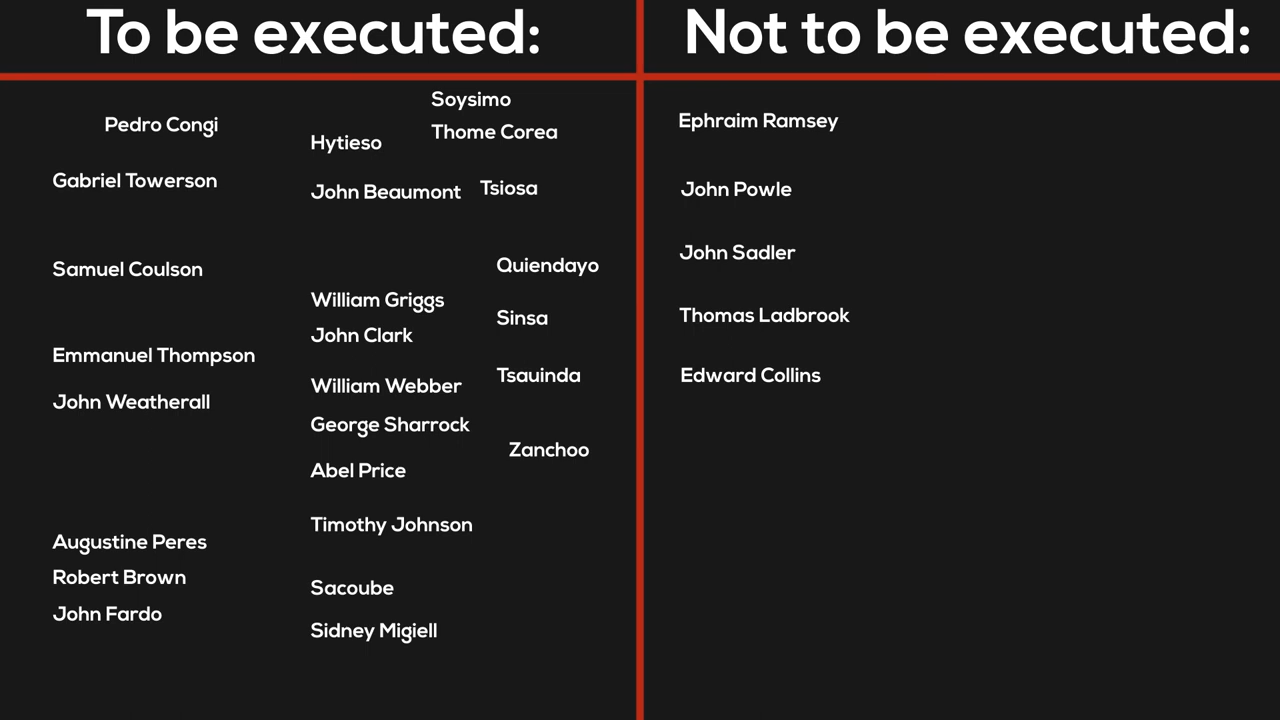 To be executed:
Pedro Congi
Gabriel Towerson
Samuel Coulson
Emmanuel Thompson
John Weatherall
Augustine Peres
Robert Brown
John Fardo
Hytieso
John Beaumont
William Griggs
John Clark
William Webber
George Sharrock
Abel Price
Timothy Johnson
Sacoube
Sidney Migiell
Soysimo
Thome Corea
Tsiosa
Quiendayo
Sinsa
Tsauinda
Zanchoo
Not to be executed:
Ephraim Ramsey
John Powle
John Sadler
Thomas Ladbrook
Edward Collins